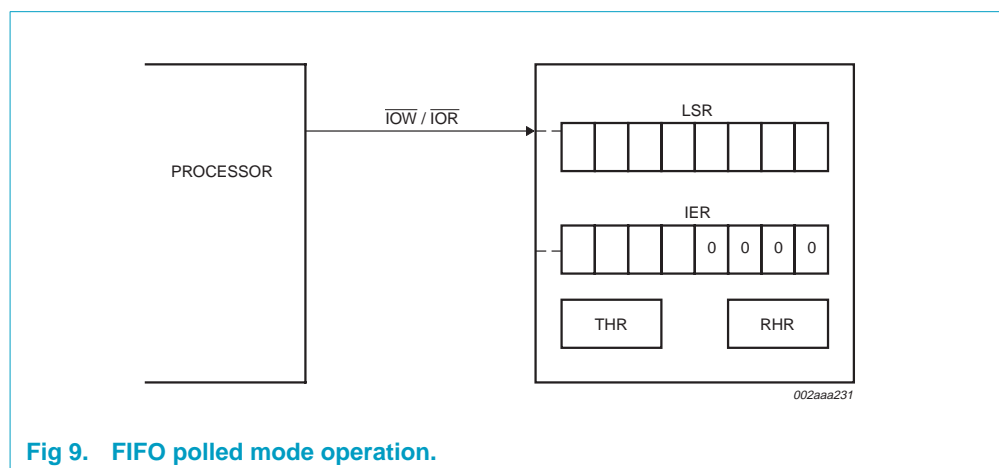 IOW / IOR
LSR
PROCESSOR
IER
0 0 0 0
THR RHR
002aaa231
Fig 9. FIFO polled mode operation.